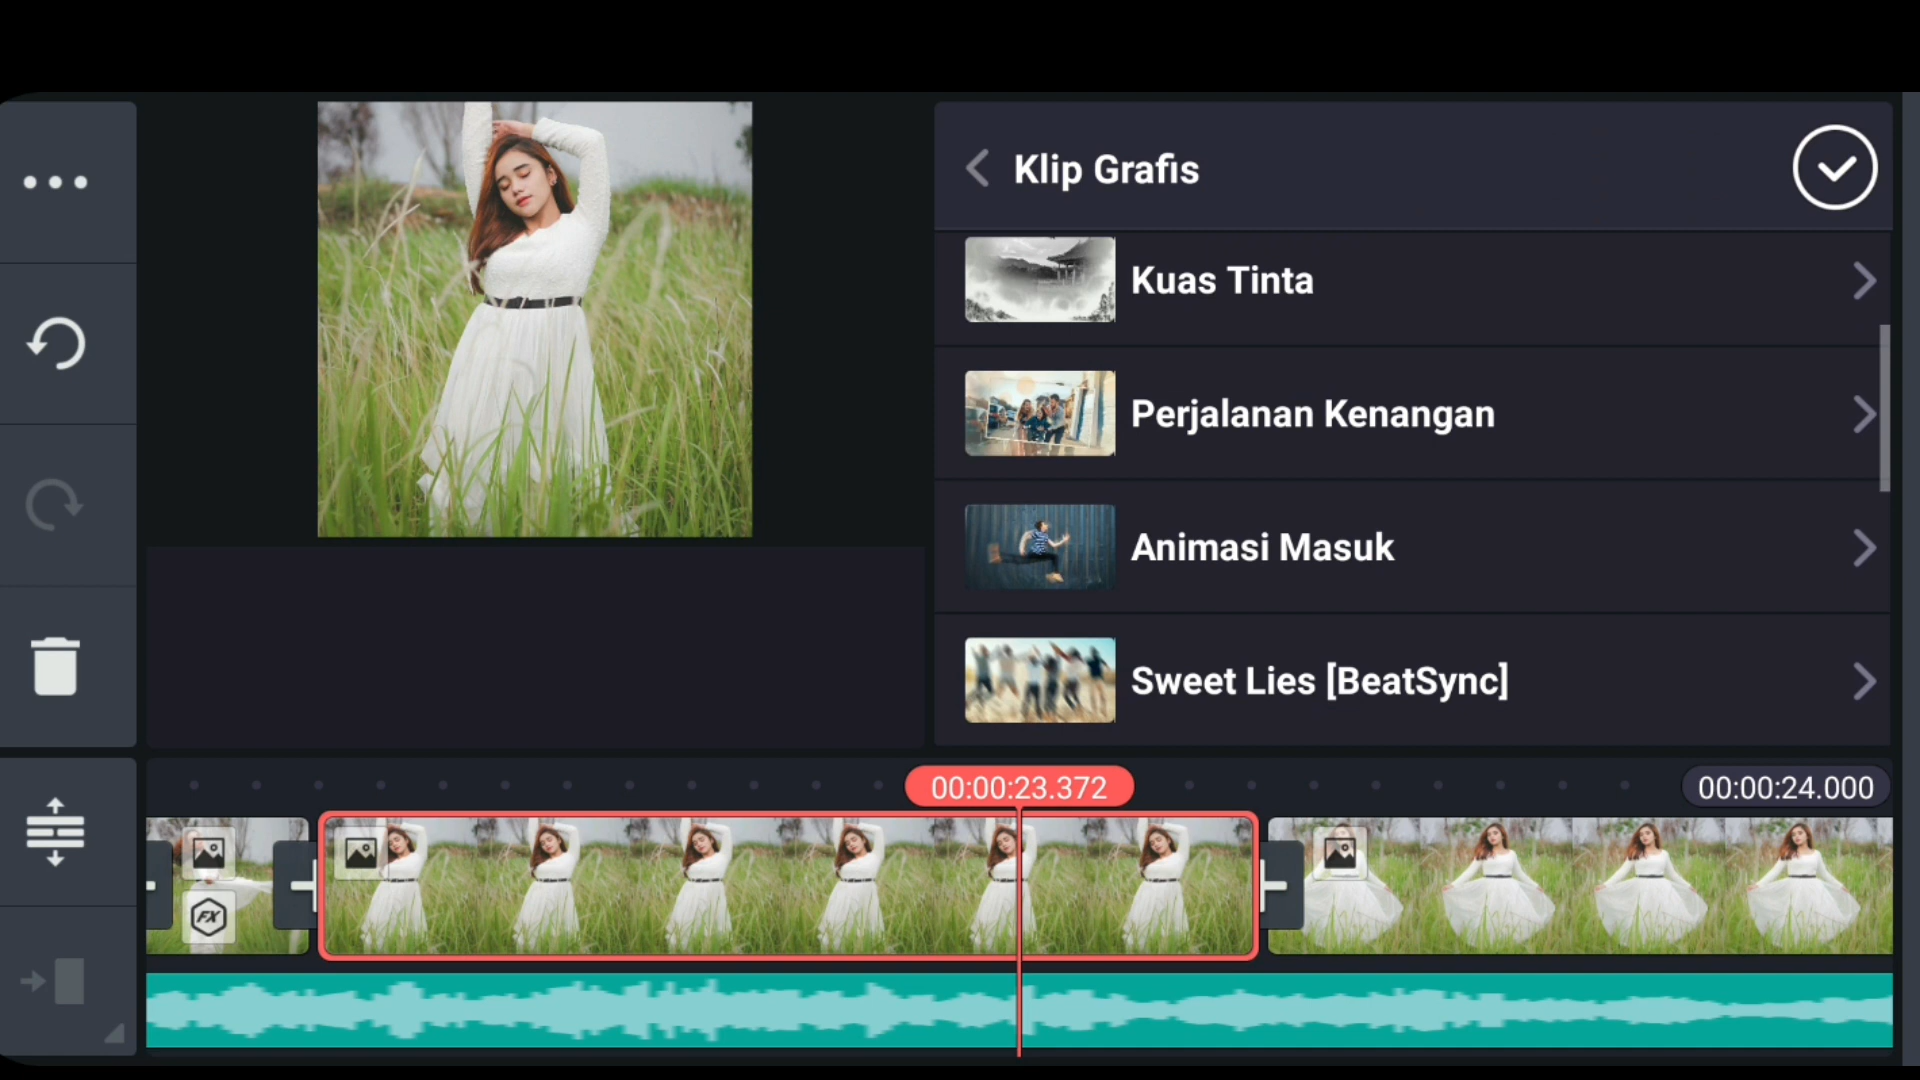 Klip Grafis
Kuas Tinta
Perjalanan Kenangan
Animasi Masuk
Sweet Lies [BeatSync]
00:00:23.372
00:00:24.000
FX